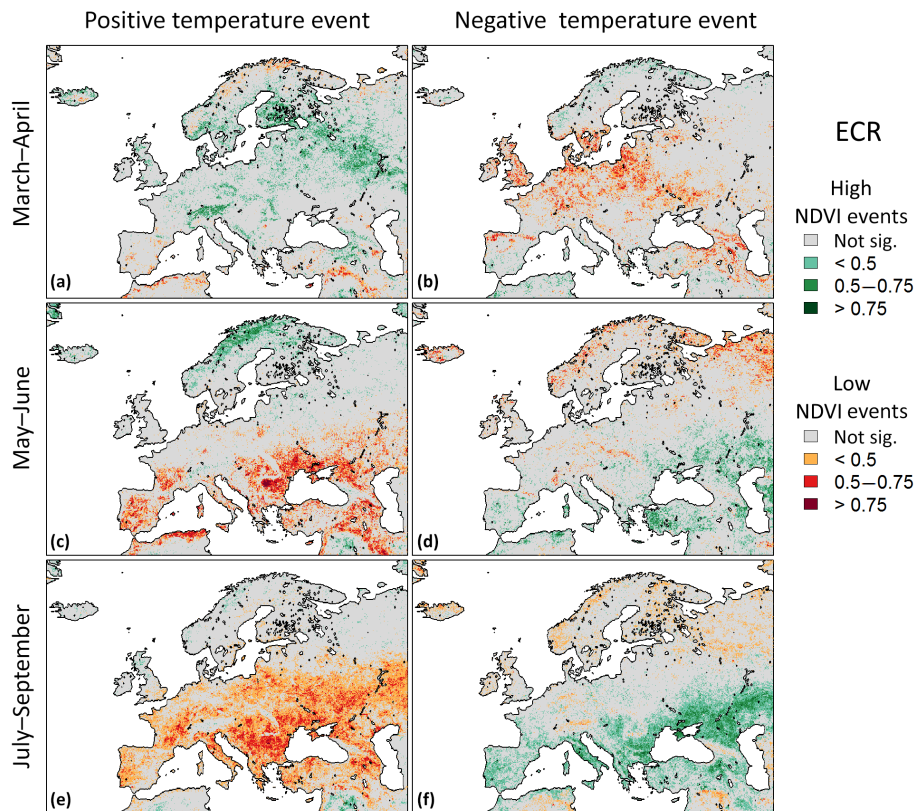 Positive temperature event
Negative temperature event
March–April
(a)
(b)
May–June
(c)
(d)
July–September
(e)
(f)
ECR
High
NDVI events
Not sig.
< 0.5
0.5–0.75
> 0.75
Low
NDVI events
Not sig.
< 0.5
0.5–0.75
> 0.75